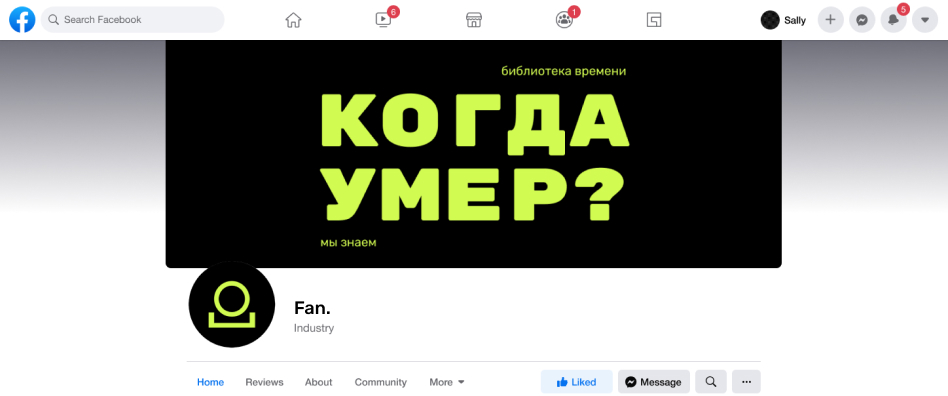 Search Facebook
6
1
Sally
5
библиотека времени
КОГДА
УМЕР?
мы знаем
Fan.
Industry
Home Reviews About Community More
Liked Message